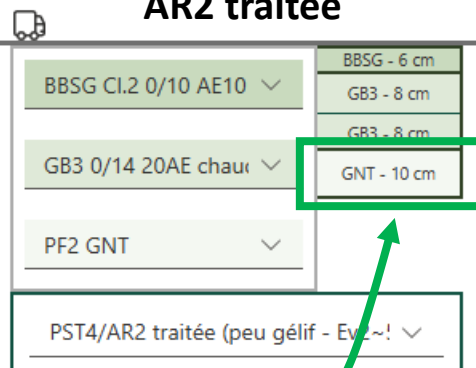 AR2 traitée
BBSG - 6 cm
BBSG Cl.2 0/10 AE10
GB3 - 8 cm
GB3 - 8 cm
GB3 0/14 20AE chau
GNT - 10 cm
PF2 GNT
PST4/AR2 traitée (peu gélif - Ev2~!